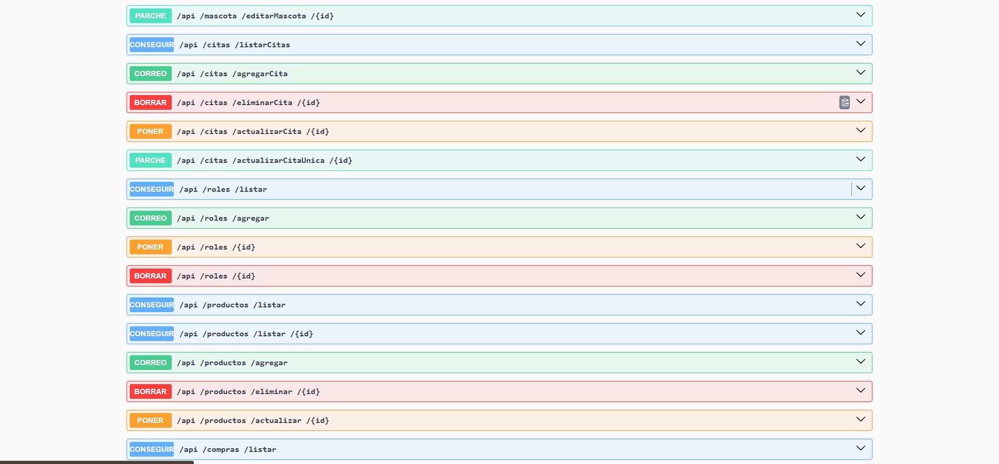 PARCHE /api /mascota /editarMascota /{id}
CONSEGUIR /api /citas /listarCitas
CORREO /api /citas /agregarCita
BORRAR /api /citas /eliminarCita /{id}
PONER /api /citas /actualizarCita /{id}
PARCHE /api /citas /actualizarCitaUnica /{id}
CONSEGUIR /api /roles /listar
CORREO /api /roles /agregar
PONER /api /roles /{id}
BORRAR /api /roles /{id}
CONSEGUIR /api /productos /listar
CONSEGUIR /api /productos /listar /{id}
CORREO /api /productos /agregar
BORRAR /api /productos /eliminar /{id}
PONER /api /productos /actualizar /{id}
CONSEGUIR /api /compras /listar